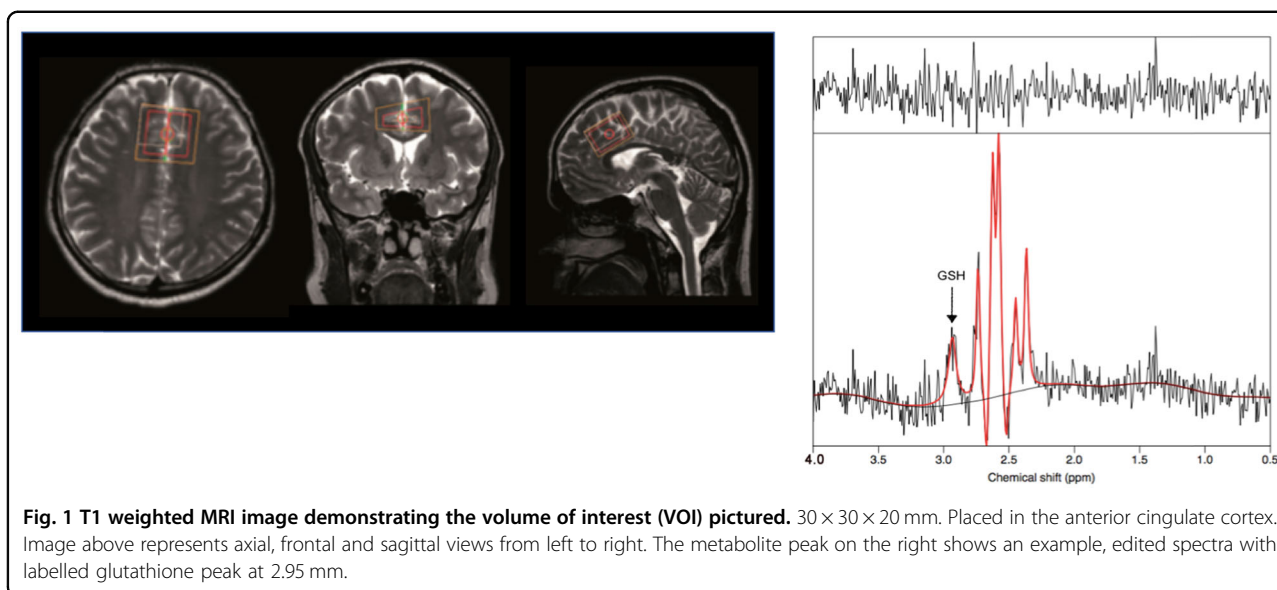 GSH
4.0 3.5 3.0 2.5 2.0 1.5 1.0 0.5
Chemical shift (ppm)
Fig. 1 T1 weighted MRI image demonstrating the volume of interest (VOI) pictured. 30 × 30 × 20 mm. Placed in the anterior cingulate cortex.
Image above represents axial, frontal and sagittal views from left to right. The metabolite peak on the right shows an example, edited spectra with
labelled glutathione peak at 2.95 mm.